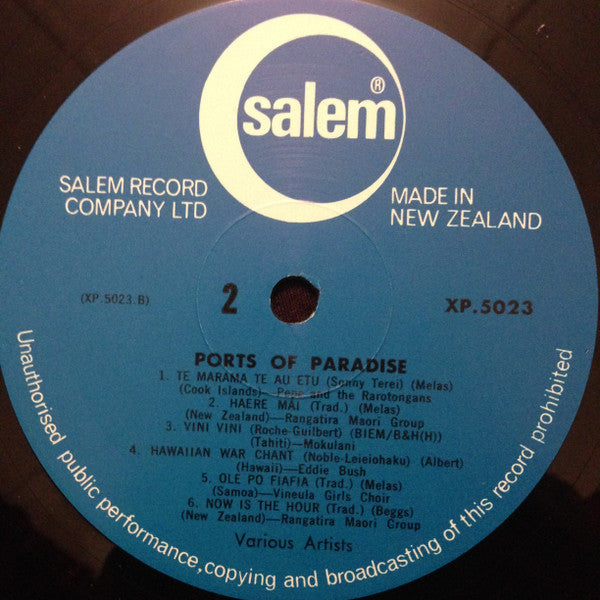 salem®
SALEM RECORD
COMPANY LTD
MADE IN
NEW ZEALAND
(XP.5023.B)
2
XP.5023
PORTS OF PARADISE
1. TE MARAMA TE AU ETU (Sonny Terei) (Melas)
(Cook Islands)—Pepe and the Rarotongans
2. HAERE MAI (Trad.) (Melas)
(New Zealand)—Rangatira Maori Group
3. VINI VINI (Roche-Guilbert) (BIEM/B&H(H))
(Tahiti)—Mokulani
4. HAWAIIAN WAR CHANT (Noble-Leieiohaku) (Albert)
(Hawaii)—Eddie Bush
5. OLE PO FIAFIA (Trad.) (Melas)
(Samoa)—Vineula Girls Choir
6. NOW IS THE HOUR (Trad.) (Beggs)
(New Zealand)—Rangatira Maori Group
Various Artists
Unauthorised public performance, copying and broadcasting of this record prohibited